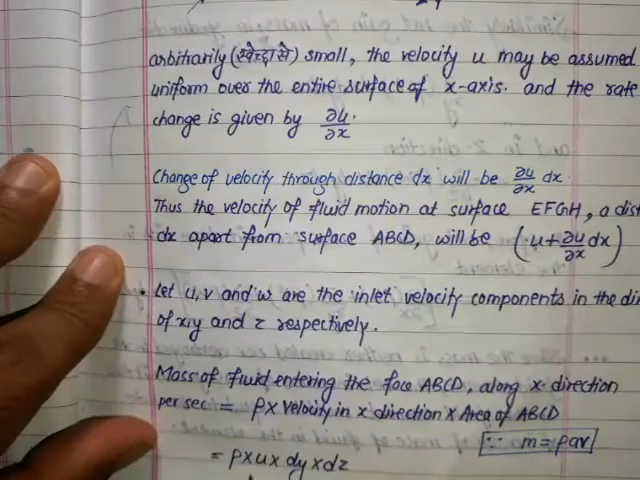 arbitrarily (स्वेच्छा से) small, the velocity u may be assumed
uniform over the entire surface of x-axis. and the rate
change is given by ∂u/∂x.
Change of velocity through distance dx will be ∂u/∂x dx.
Thus the velocity of fluid motion at surface EFGH, a dist
dx apart from surface ABCD, will be (u+∂u/∂x dx)
• Let u, v and w are the inlet velocity components in the di
of x, y and z respectively.
Mass of fluid entering the face ABCD, along x-direction
per sec = ρ x velocity in x direction x Area of ABCD
∵ m = ρav
= ρ x u x dy x dz